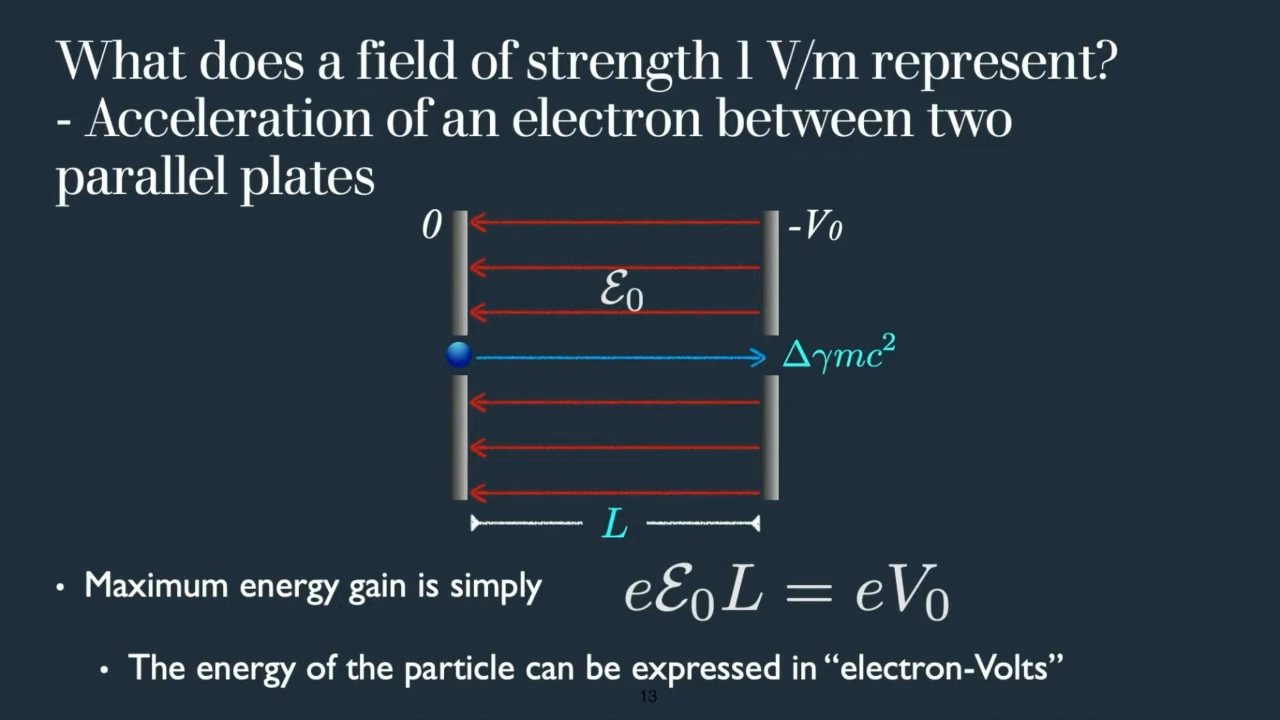 What does a field of strength 1 V/m represent?
- Acceleration of an electron between two
parallel plates
0
-V₀
ℰ₀
Δγmc²
L
• Maximum energy gain is simply
eℰ₀L = eV₀
• The energy of the particle can be expressed in “electron-Volts”
13